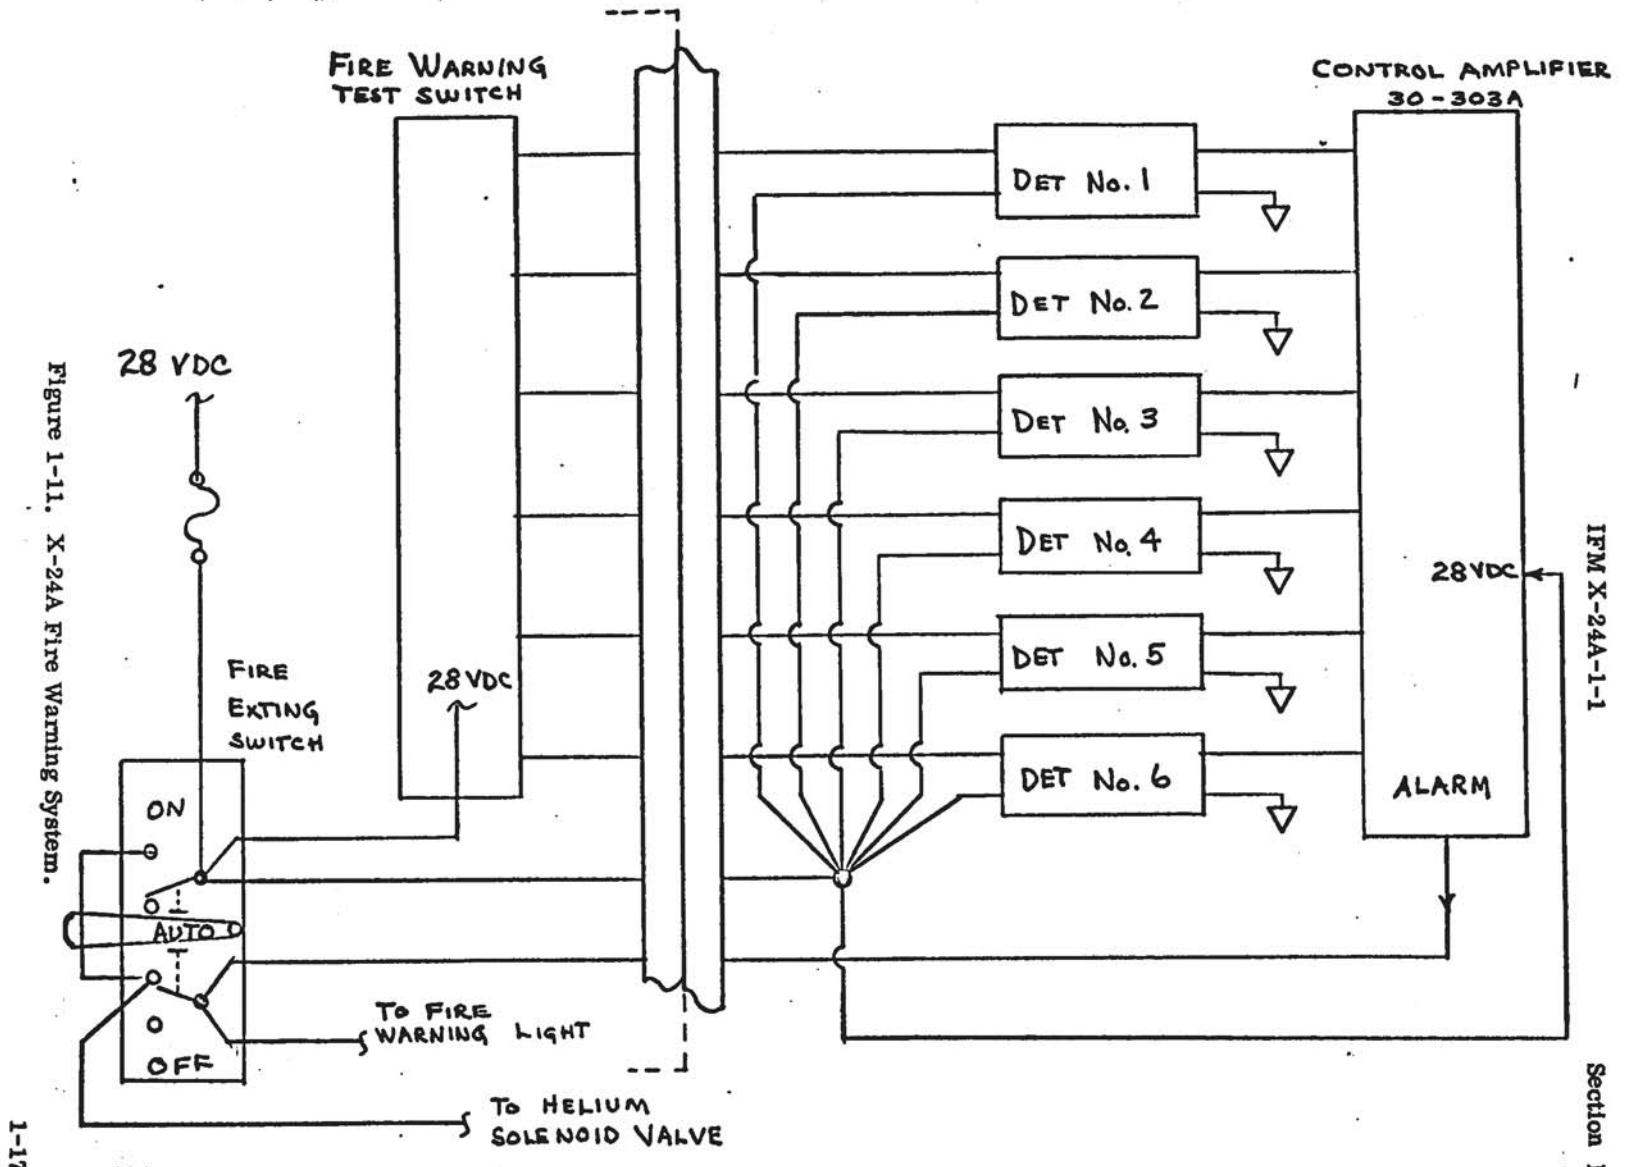 FIRE WARNING
TEST SWITCH
CONTROL AMPLIFIER
30-303A
DET No. 1
DET No. 2
DET No. 3
DET No. 4
DET No. 5
DET No. 6
28 VDC
28 VDC
28 VDC
FIRE
EXTING
SWITCH
ON
AUTO
OFF
ALARM
TO FIRE
WARNING LIGHT
TO HELIUM
SOLENOID VALVE
Figure 1-11. X-24A Fire Warning System.
IFM X-24A-1-1
Section
1-17